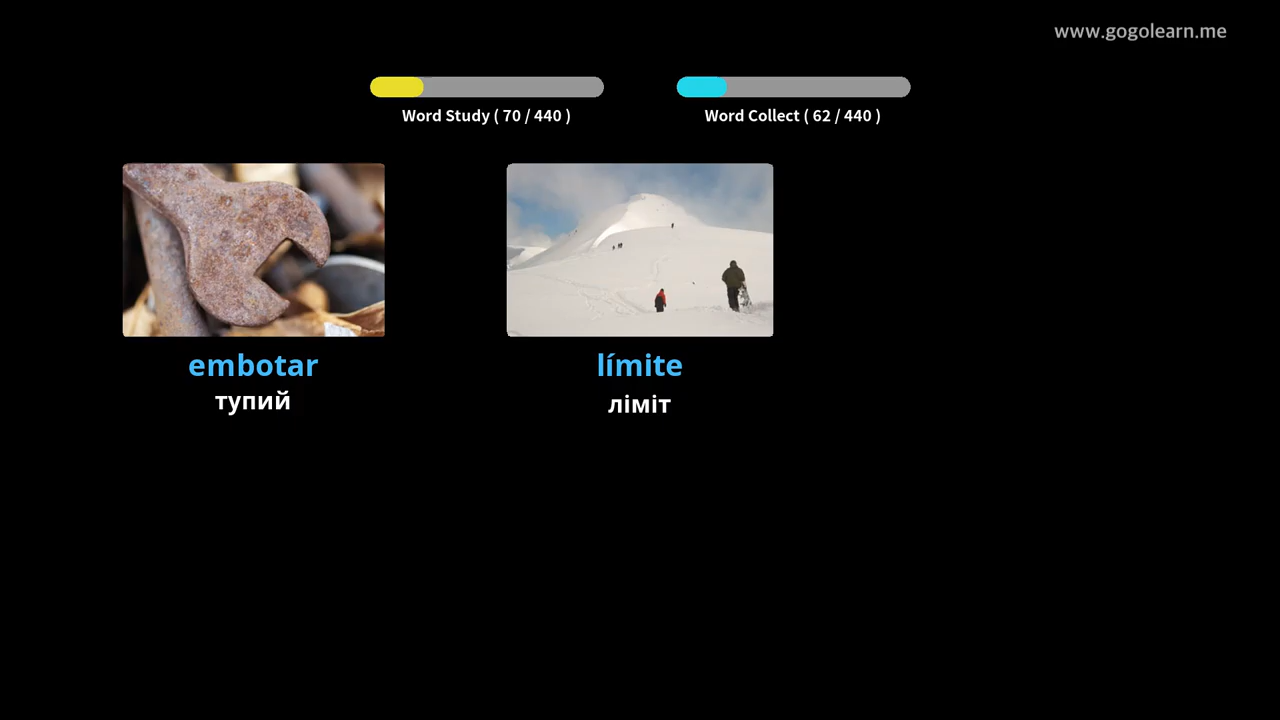 www.gogolearn.me
Word Study ( 70 / 440 )
Word Collect ( 62 / 440 )
embotar
тупий
límite
ліміт